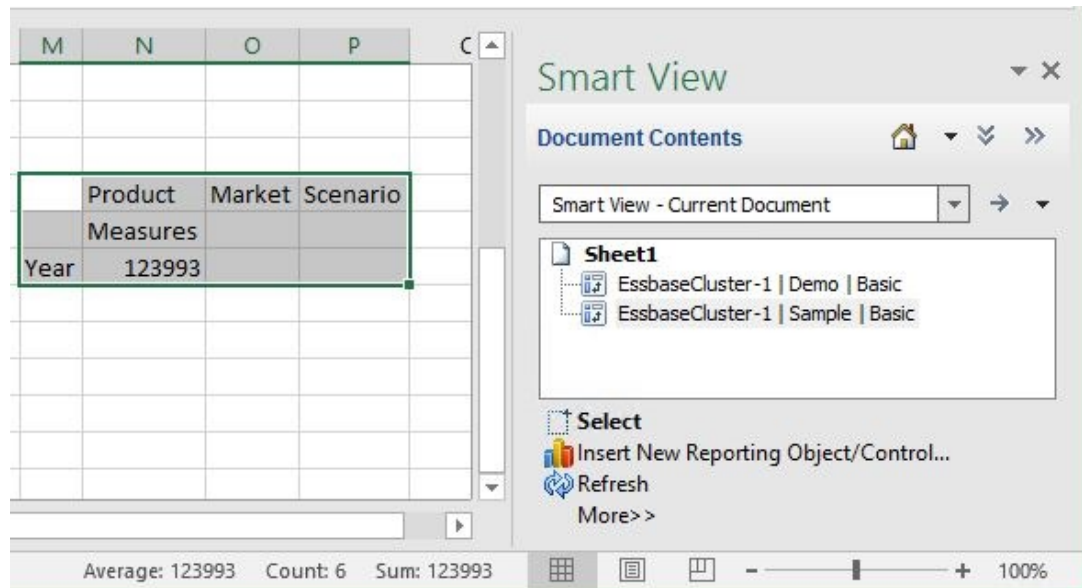 M N O P C
Product Market Scenario
Measures
Year 123993
Smart View
Document Contents
Smart View - Current Document
Sheet1
EssbaseCluster-1 | Demo | Basic
EssbaseCluster-1 | Sample | Basic
Select
Insert New Reporting Object/Control...
Refresh
More>>
Average: 123993 Count: 6 Sum: 123993 - + 100%